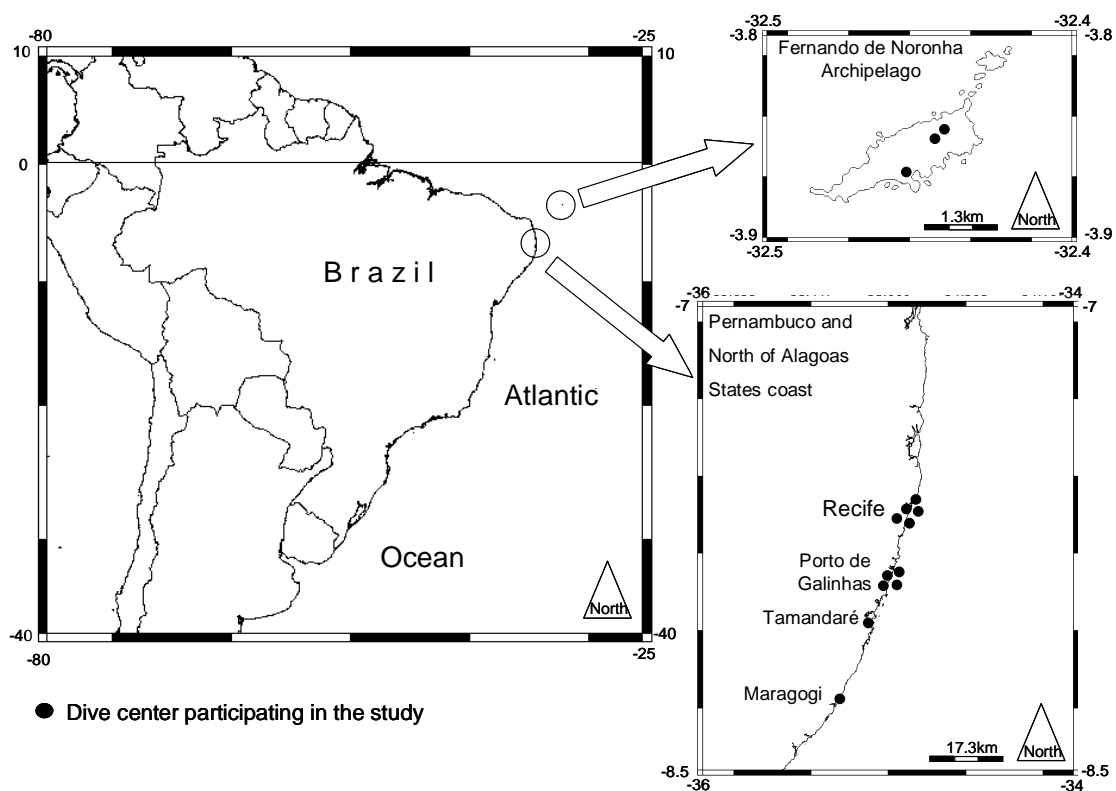 -80
-25
10
10
0
B r a z i l
Atlantic
Ocean
North
-40
-40
-80
-25
Dive center participating in the study
-32.5
-32.4
-3.8
-3.8
Fernando de Noronha
Archipelago
1.3km
North
-3.9
-3.9
-32.5
-32.4
-36
-34
-7
-7
Pernambuco and
North of Alagoas
States coast
Recife
Porto de
Galinhas
Tamandaré
Maragogi
17.3km
North
-8.5
-8.5
-36
-34